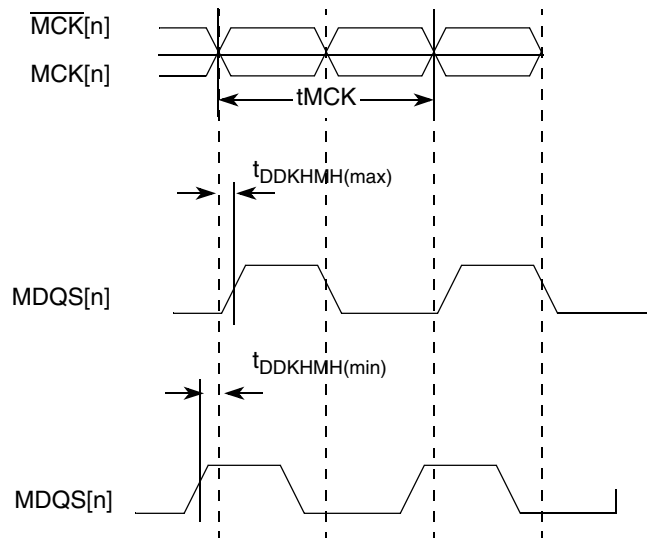 MCK[n]
MCK[n]
tMCK
tDDKHMH(max)
MDQS[n]
tDDKHMH(min)
MDQS[n]